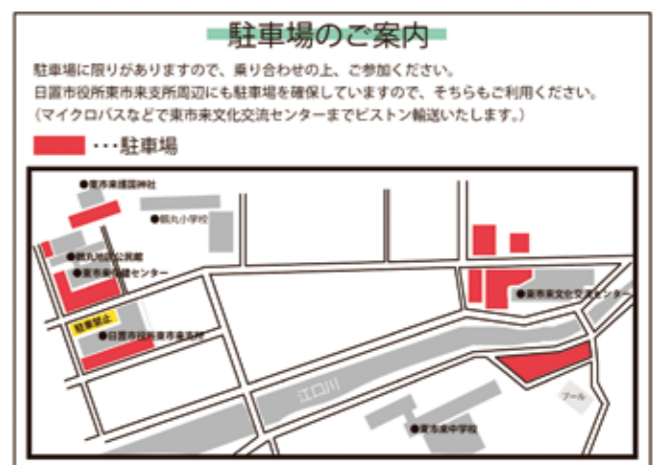 駐車場のご案内
駐車場に限りがありますので、乗り合わせの上、ご参加ください。
日置市役所東市来支所周辺にも駐車場を確保していますので、そちらもご利用ください。
（マイクロバスなどで東市来文化交流センターまでピストン輸送いたします。）
・・・駐車場
●東市来護国神社
●鶴丸小学校
●鶴丸地区公民館
●東市来保健センター
駐車禁止
●日置市役所東市来支所
●東市来文化交流センター
江口川
プール
●東市来中学校